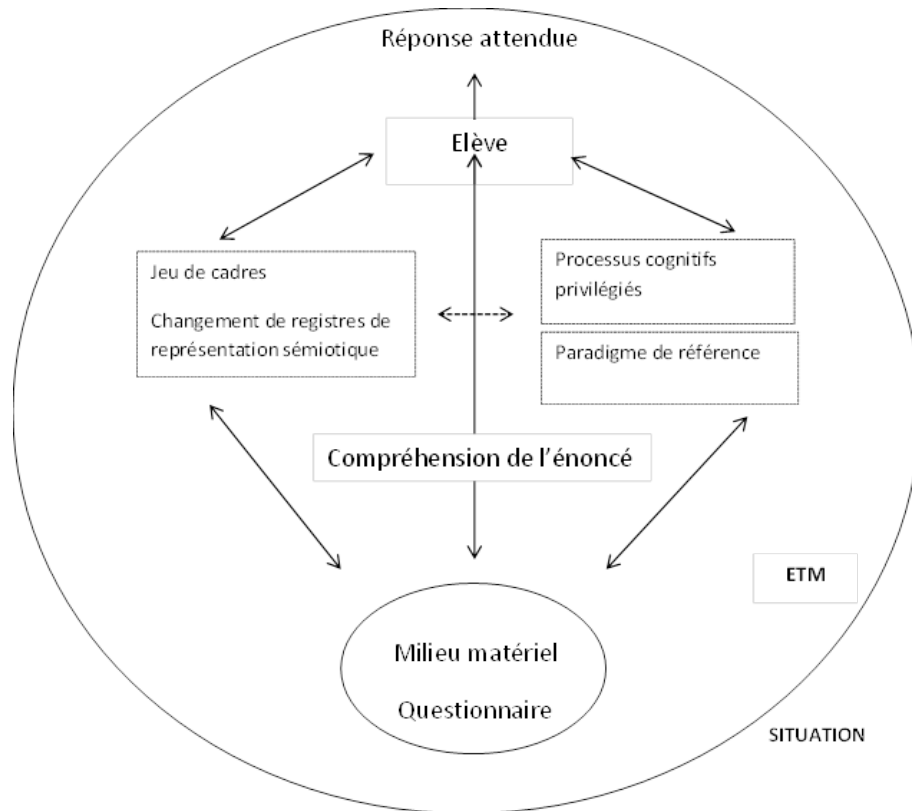 Réponse attendue
Elève
Jeu de cadres
Changement de registres de
représentation sémiotique
Processus cognitifs
privilégiés
Paradigme de référence
Compréhension de l'énoncé
ETM
Milieu matériel
Questionnaire
SITUATION